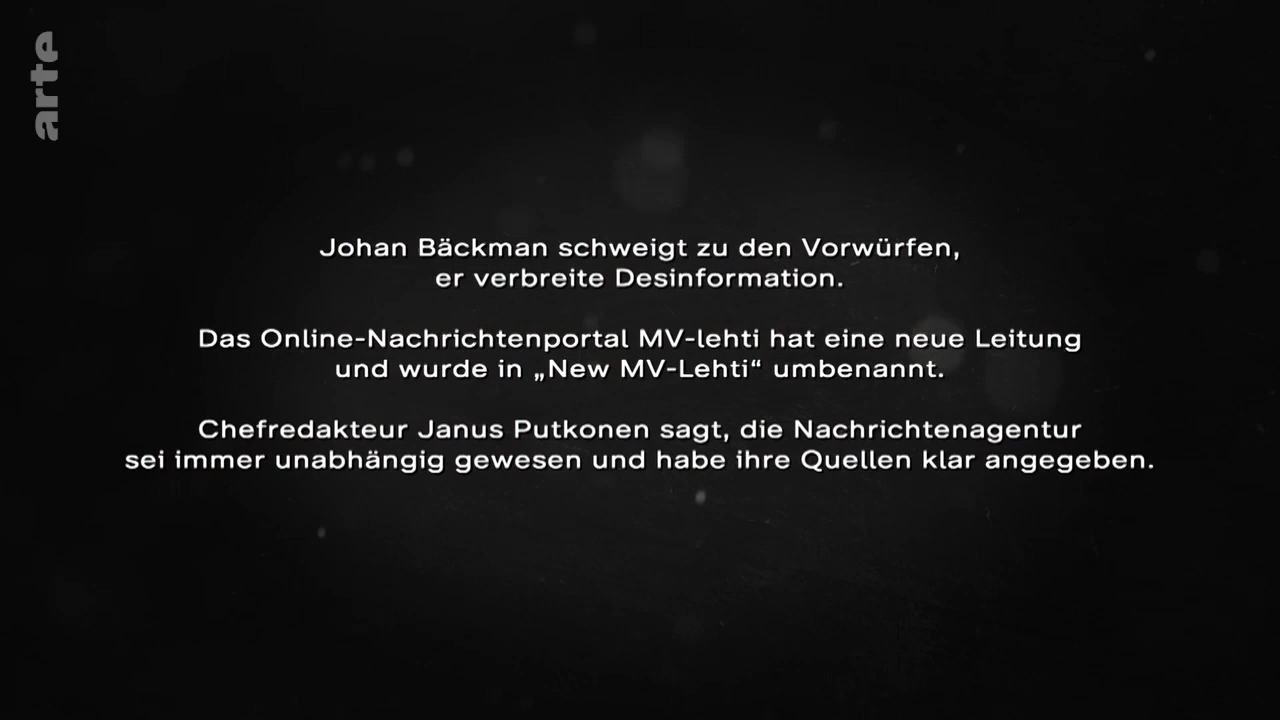 arte
Johan Bäckman schweigt zu den Vorwürfen,
er verbreite Desinformation.
Das Online-Nachrichtenportal MV-lehti hat eine neue Leitung
und wurde in „New MV-Lehti“ umbenannt.
Chefredakteur Janus Putkonen sagt, die Nachrichtenagentur
sei immer unabhängig gewesen und habe ihre Quellen klar angegeben.